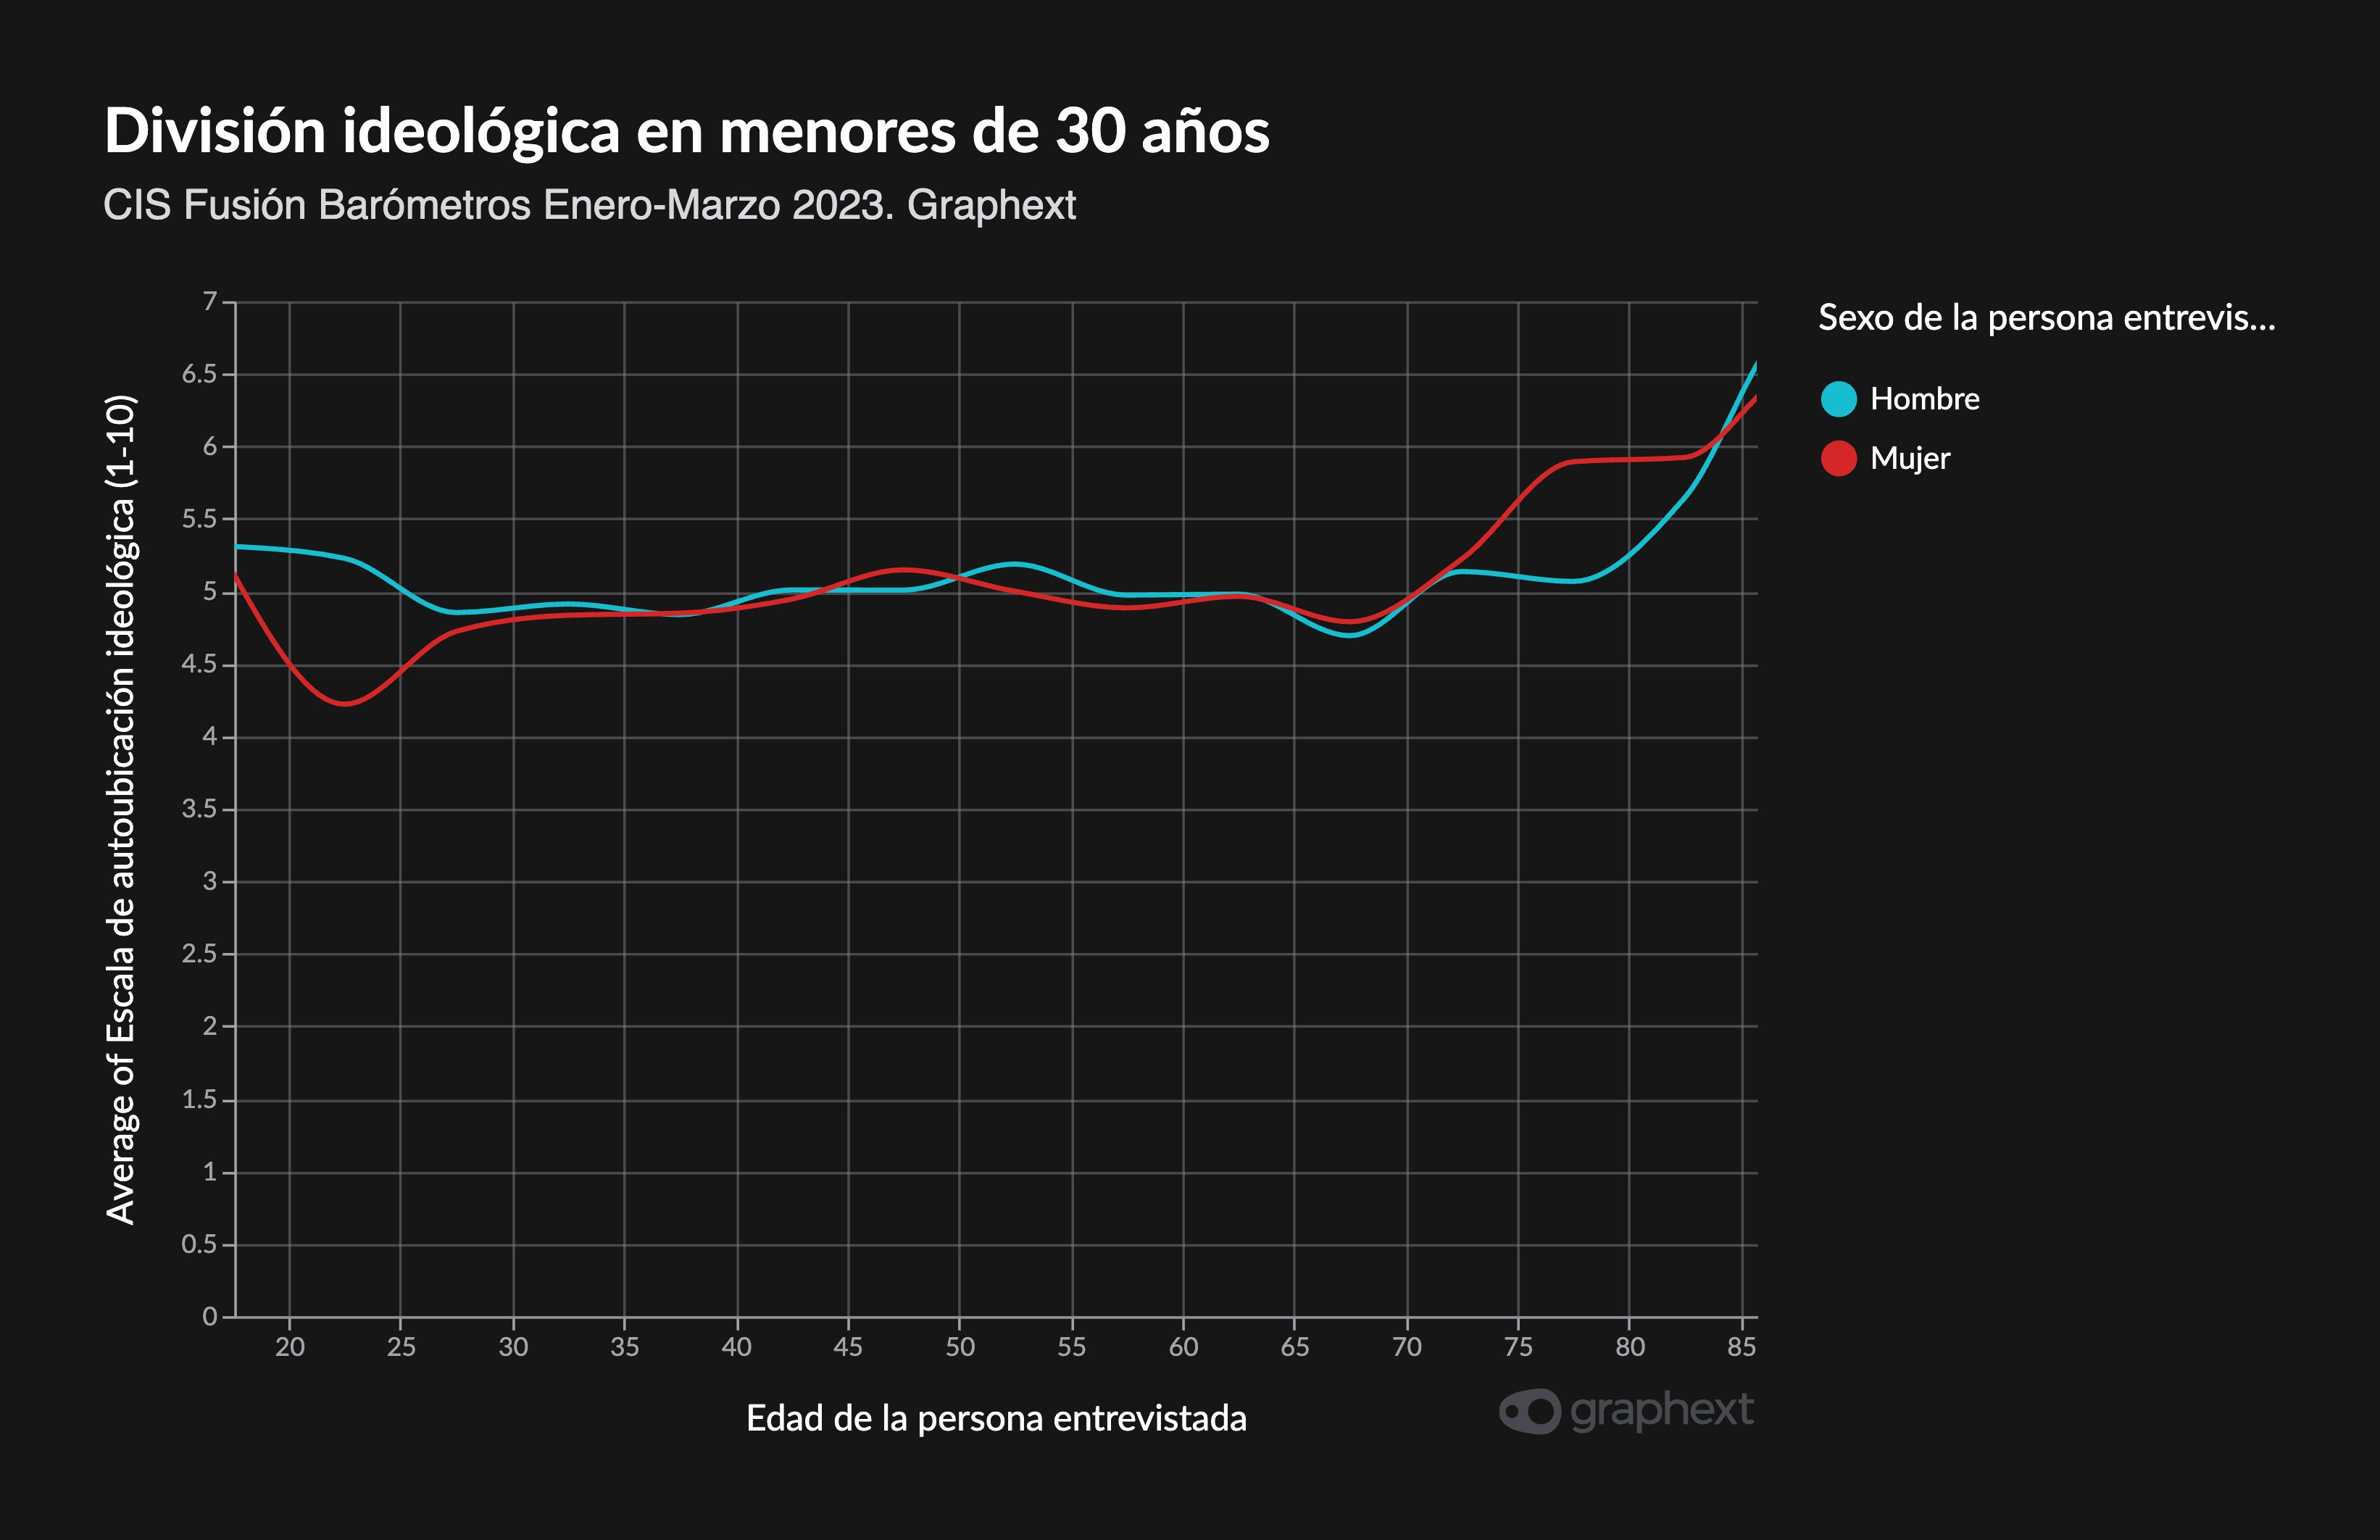 División ideológica en menores de 30 años
CIS Fusión Barómetros Enero-Marzo 2023. Graphext
Average of Escala de autoubicación ideológica (1-10)
7
6.5
6
5.5
5
4.5
4
3.5
3
2.5
2
1.5
1
0.5
0
20 25 30 35 40 45 50 55 60 65 70 75 80 85
Edad de la persona entrevistada
Sexo de la persona entrevis...
Hombre
Mujer
graphext